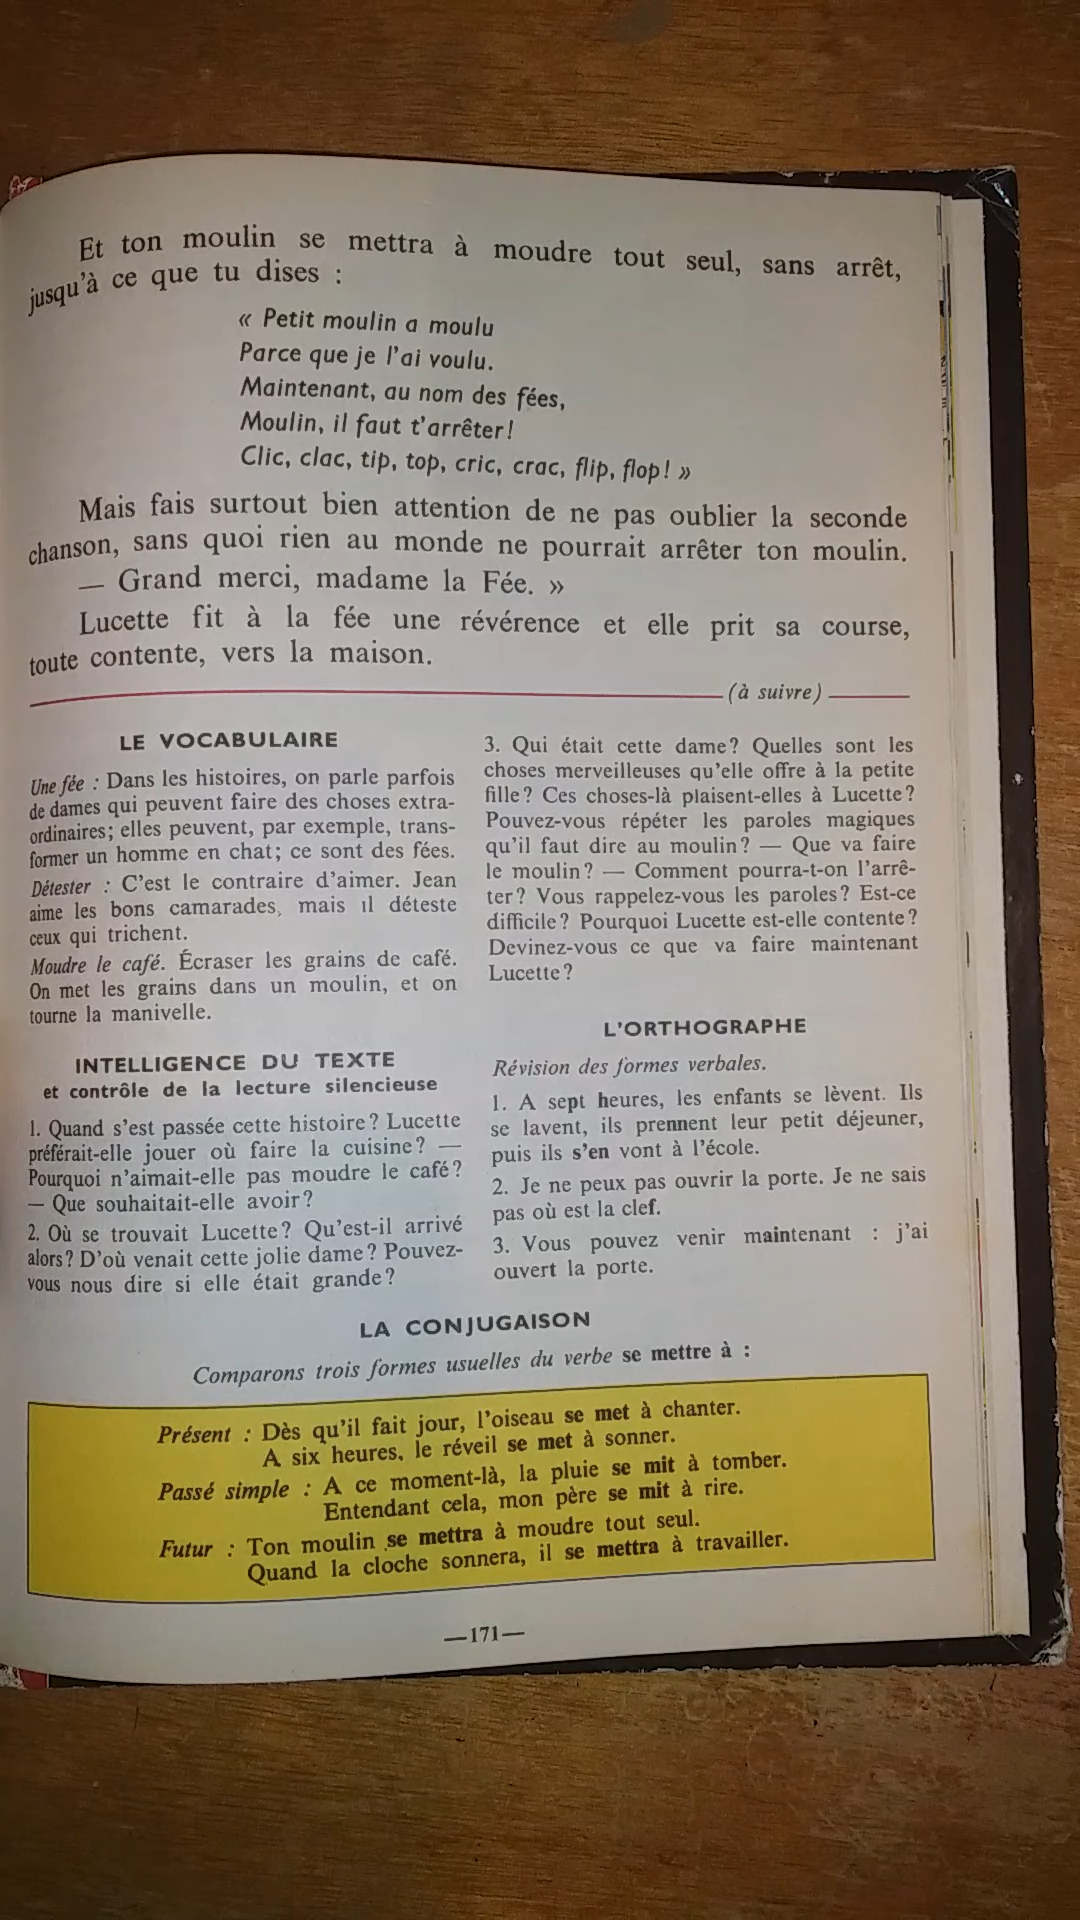 Et ton moulin se mettra à moudre tout seul, sans arrêt,
jusqu'à ce que tu dises :
« Petit moulin a moulu
Parce que je l'ai voulu.
Maintenant, au nom des fées,
Moulin, il faut t'arrêter!
Clic, clac, tip, top, cric, crac, flip, flop! »
Mais fais surtout bien attention de ne pas oublier la seconde
chanson, sans quoi rien au monde ne pourrait arrêter ton moulin.
— Grand merci, madame la Fée. »
Lucette fit à la fée une révérence et elle prit sa course,
toute contente, vers la maison.
(à suivre)
LE VOCABULAIRE
Une fée : Dans les histoires, on parle parfois
de dames qui peuvent faire des choses extra-
ordinaires; elles peuvent, par exemple, trans-
former un homme en chat; ce sont des fées.
Détester : C'est le contraire d'aimer. Jean
aime les bons camarades, mais il déteste
ceux qui trichent.
Moudre le café. Écraser les grains de café.
On met les grains dans un moulin, et on
tourne la manivelle.
INTELLIGENCE DU TEXTE
et contrôle de la lecture silencieuse
1. Quand s'est passée cette histoire? Lucette
préférait-elle jouer où faire la cuisine? —
Pourquoi n'aimait-elle pas moudre le café?
— Que souhaitait-elle avoir?
2. Où se trouvait Lucette? Qu'est-il arrivé
alors? D'où venait cette jolie dame? Pouvez-
vous nous dire si elle était grande?
3. Qui était cette dame? Quelles sont les
choses merveilleuses qu'elle offre à la petite
fille? Ces choses-là plaisent-elles à Lucette?
Pouvez-vous répéter les paroles magiques
qu'il faut dire au moulin? — Que va faire
le moulin? — Comment pourra-t-on l'arrê-
ter? Vous rappelez-vous les paroles? Est-ce
difficile? Pourquoi Lucette est-elle contente?
Devinez-vous ce que va faire maintenant
Lucette?
L'ORTHOGRAPHE
Révision des formes verbales.
1. A sept heures, les enfants se lèvent. Ils
se lavent, ils prennent leur petit déjeuner,
puis ils s'en vont à l'école.
2. Je ne peux pas ouvrir la porte. Je ne sais
pas où est la clef.
3. Vous pouvez venir maintenant : j'ai
ouvert la porte.
LA CONJUGAISON
Comparons trois formes usuelles du verbe se mettre à :
Présent : Dès qu'il fait jour, l'oiseau se met à chanter.
A six heures, le réveil se met à sonner.
Passé simple : A ce moment-là, la pluie se mit à tomber.
Entendant cela, mon père se mit à rire.
Futur : Ton moulin se mettra à moudre tout seul.
Quand la cloche sonnera, il se mettra à travailler.
—171—